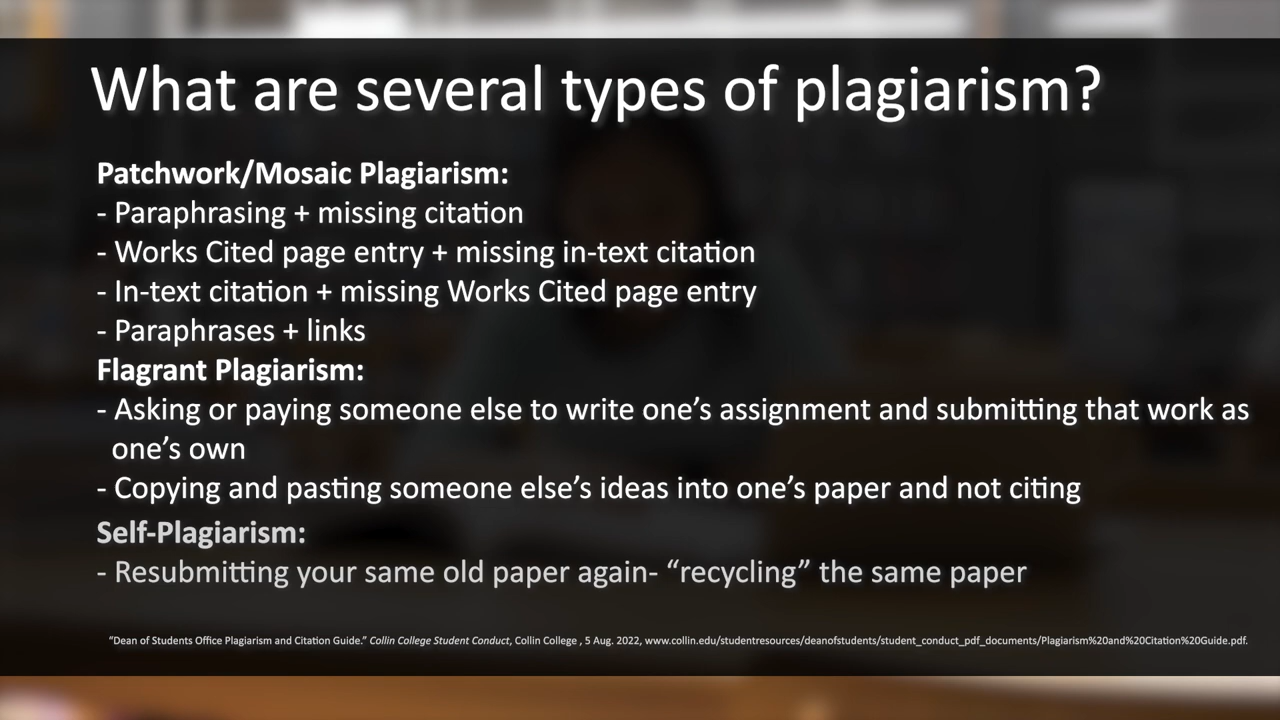 What are several types of plagiarism?
Patchwork/Mosaic Plagiarism:
- Paraphrasing + missing citation
- Works Cited page entry + missing in-text citation
- In-text citation + missing Works Cited page entry
- Paraphrases + links
Flagrant Plagiarism:
- Asking or paying someone else to write one’s assignment and submitting that work as
one’s own
- Copying and pasting someone else’s ideas into one’s paper and not citing
Self-Plagiarism:
- Resubmitting your same old paper again- “recycling” the same paper
“Dean of Students Office Plagiarism and Citation Guide.” Collin College Student Conduct, Collin College , 5 Aug. 2022, www.collin.edu/studentresources/deanofstudents/student_conduct_pdf_documents/Plagiarism%20and%20Citation%20Guide.pdf.